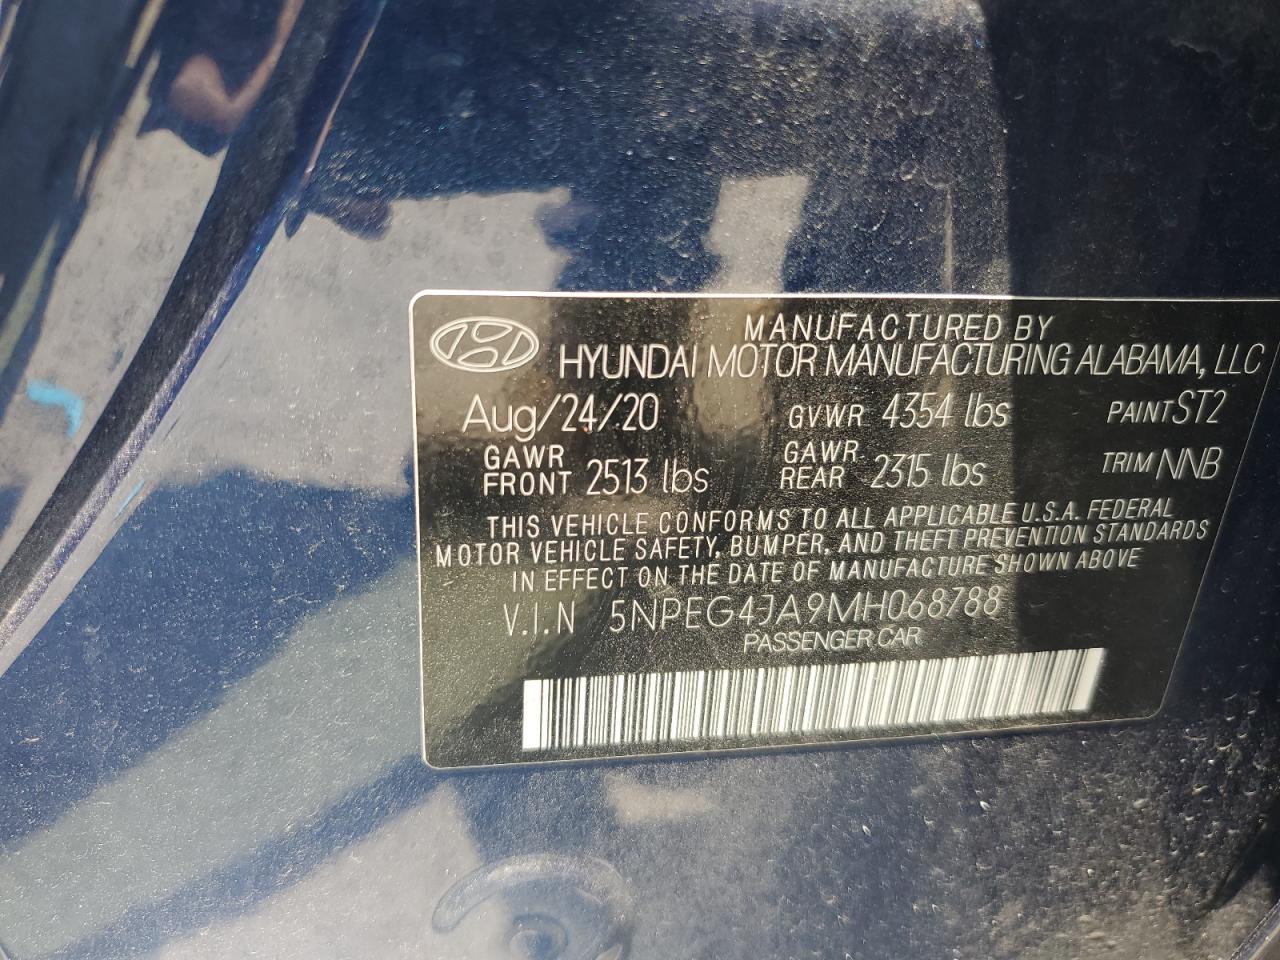 MANUFACTURED BY
HYUNDAI MOTOR MANUFACTURING ALABAMA, LLC
Aug/24/20 GVWR 4354 lbs PAINT ST2
GAWR FRONT 2513 lbs GAWR REAR 2315 lbs TRIM NNB
THIS VEHICLE CONFORMS TO ALL APPLICABLE U.S.A. FEDERAL
MOTOR VEHICLE SAFETY, BUMPER, AND THEFT PREVENTION STANDARDS
IN EFFECT ON THE DATE OF MANUFACTURE SHOWN ABOVE
V.I.N 5NPEG4JA9MH068788
PASSENGER CAR